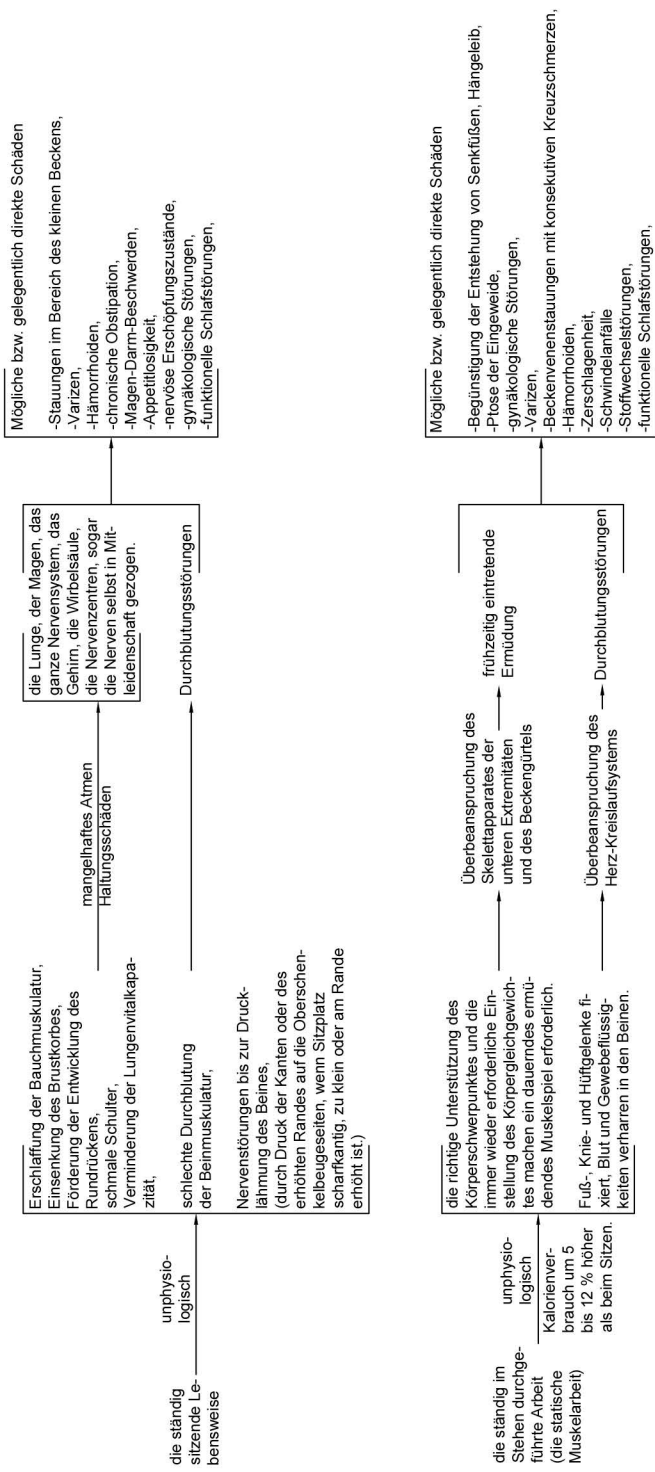 die ständig
sitzende Le-
bensweise
unphysio-
logisch
Erschlaffung der Bauchmuskulatur,
Einsenkung des Brustkorbes,
Förderung der Entwicklung des
Rundrückens,
schmale Schulter,
Verminderung der Lungenvitalkapa-
zität,
schlechte Durchblutung
der Beinmuskulatur,
Nervenstörungen bis zur Druck-
lähmung des Beines,
(durch Druck der Kanten oder des
erhöhten Randes auf die Oberschen-
kelbeugeseiten, wenn Sitzplatz
scharfkantig, zu klein oder am Rande
erhöht ist.)
mangelhaftes Atmen
Haltungsschäden
die Lunge, der Magen, das
ganze Nervensystem, das
Gehirn, die Wirbelsäule,
die Nervenzentren, sogar
die Nerven selbst in Mit-
leidenschaft gezogen.
Durchblutungsstörungen
Mögliche bzw. gelegentlich direkte Schäden
-Stauungen im Bereich des kleinen Beckens,
-Varizen,
-Hämorrhoiden,
-chronische Obstipation,
-Magen-Darm-Beschwerden,
-Appetitlosigkeit,
-nervöse Erschöpfungszustände,
-gynäkologische Störungen,
-funktionelle Schlafstörungen,
die ständig im
Stehen durchge-
führte Arbeit
(die statische
Muskelarbeit)
unphysio-
logisch
Kalorienver-
brauch um 5
bis 12 % höher
als beim Sitzen.
die richtige Unterstützung des
Körperschwerpunktes und die
immer wieder erforderliche Ein-
stellung des Körpergleichgewich-
tes machen ein dauerndes ermü-
dendes Muskelspiel erforderlich.
Fuß-, Knie- und Hüftgelenke fi-
xiert, Blut und Gewebeflüssig-
keiten verharren in den Beinen.
Überbeanspruchung des
Skelettapparates der
unteren Extremitäten
und des Beckengürtels
Überbeanspruchung des
Herz-Kreislaufsystems
frühzeitig eintretende
Ermüdung
Durchblutungsstörungen
Mögliche bzw. gelegentlich direkte Schäden
-Begünstigung der Entstehung von Senkfüßen, Hängeleib,
-Ptose der Eingeweide,
-gynäkologische Störungen,
-Varizen,
-Beckenvenenstauungen mit konsekutiven Kreuzschmerzen,
-Hämorrhoiden,
-Zerschlagenheit,
-Schwindelanfälle
-Stoffwechselstörungen,
-funktionelle Schlafstörungen,